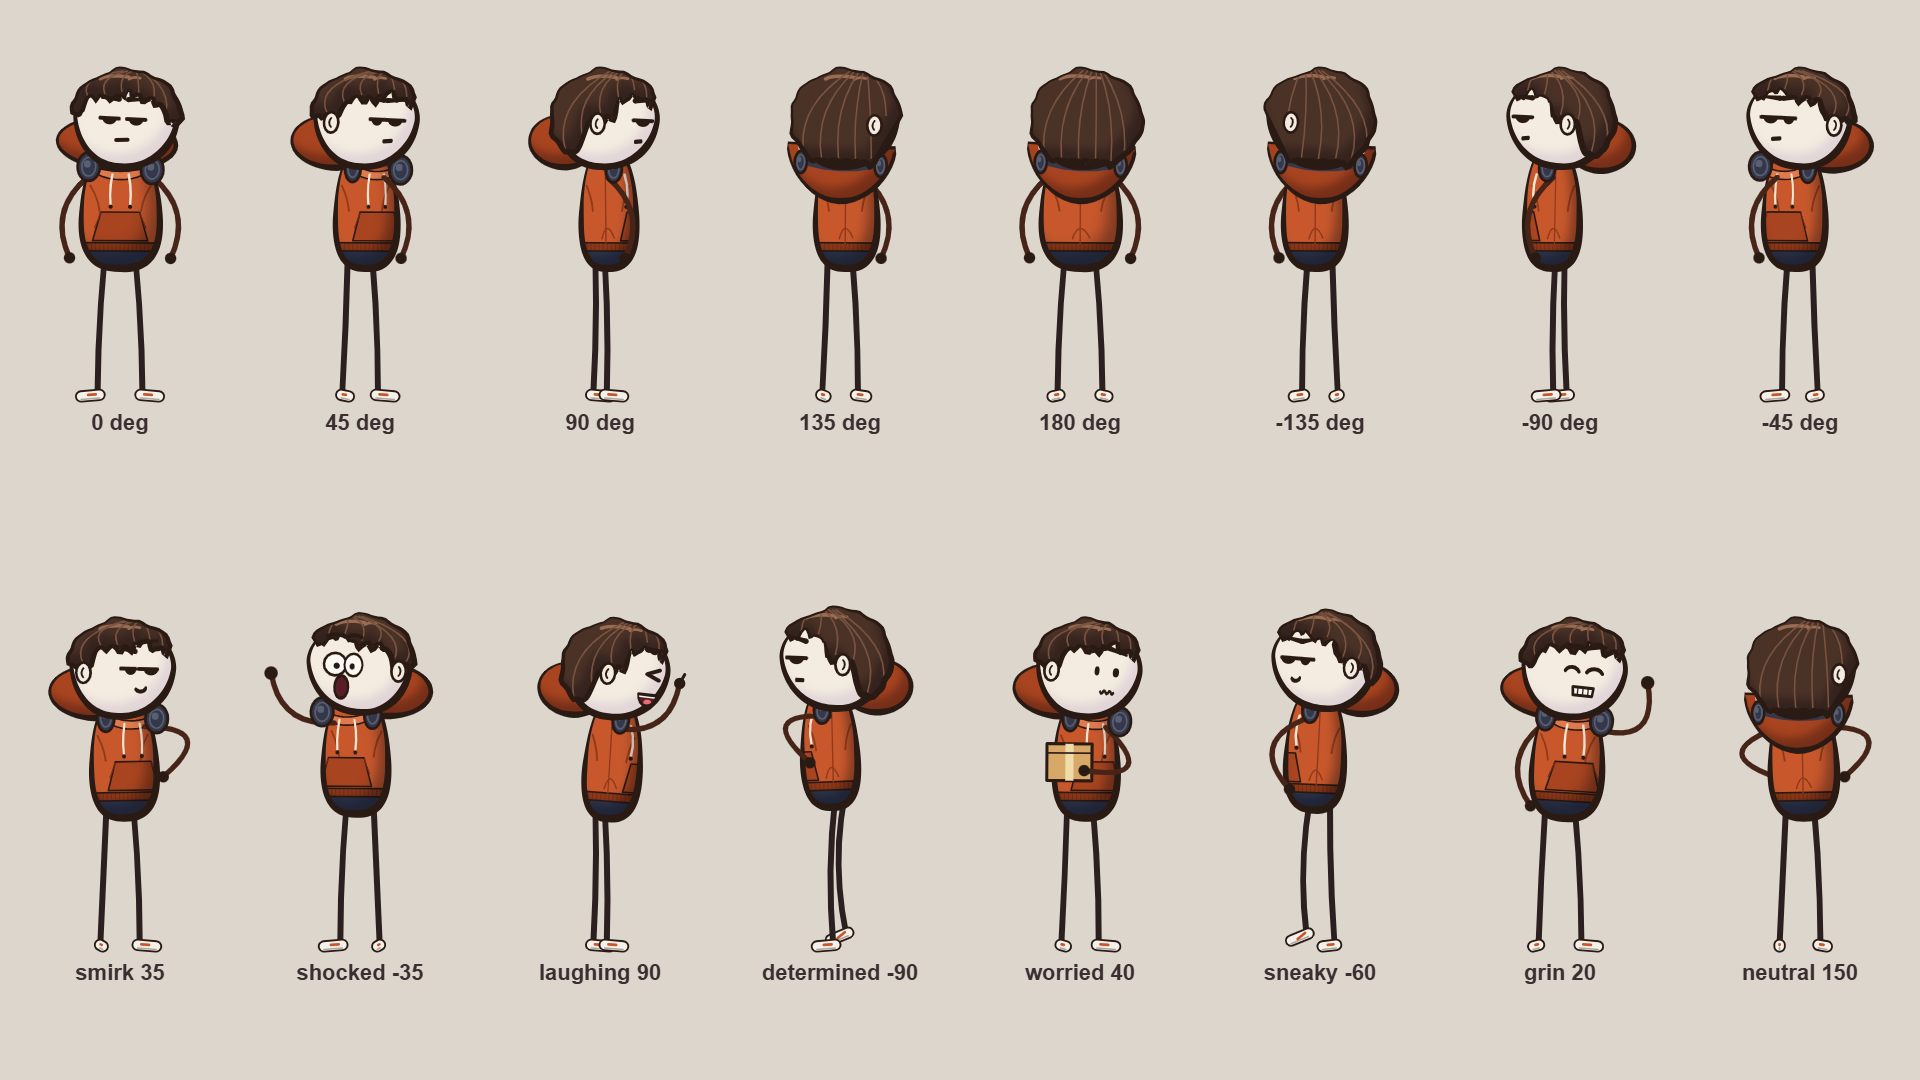 0 deg
45 deg
90 deg
135 deg
180 deg
-135 deg
-90 deg
-45 deg
smirk 35
shocked -35
laughing 90
determined -90
worried 40
sneaky -60
grin 20
neutral 150